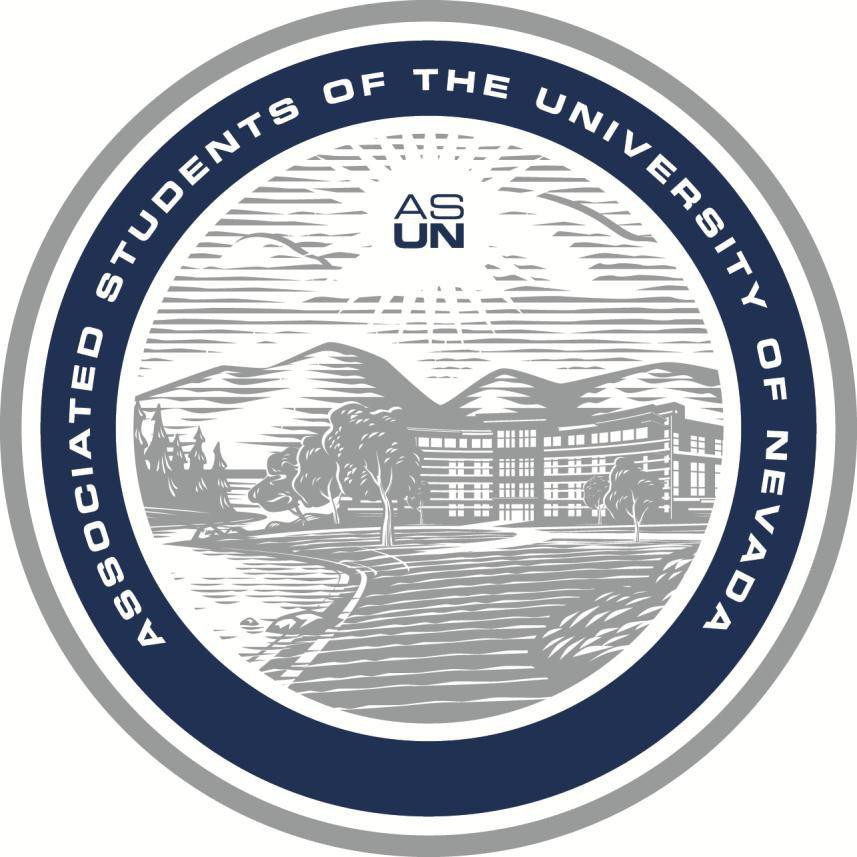 ASSOCIATED STUDENTS OF THE UNIVERSITY OF NEVADA
AS
UN